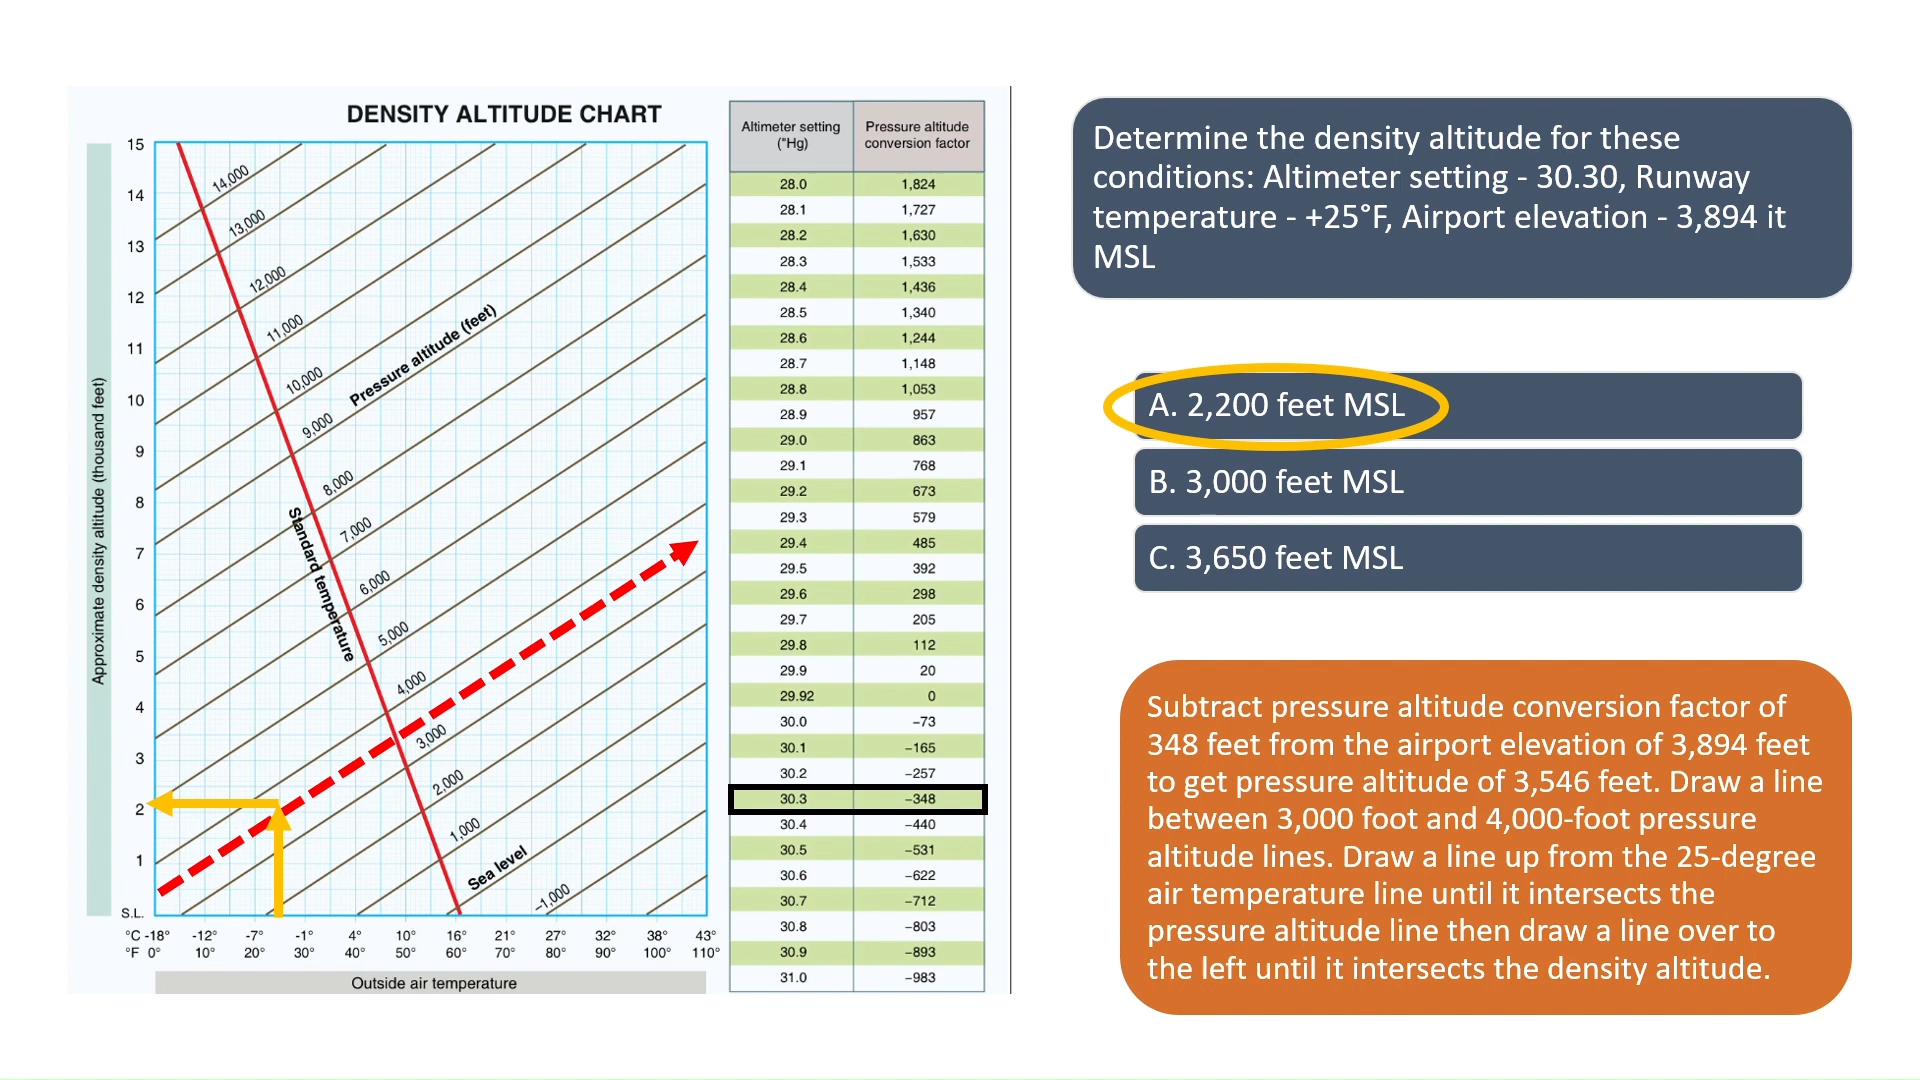 DENSITY ALTITUDE CHART
Approximate density altitude (thousand feet)
15
14
13
12
11
10
9
8
7
6
5
4
3
2
1
S.L.
14,000
13,000
12,000
11,000
10,000
9,000
8,000
7,000
6,000
5,000
4,000
3,000
2,000
1,000
Sea level
–1,000
Pressure altitude (feet)
Standard temperature
°C -18° -12° -7° -1° 4° 10° 16° 21° 27° 32° 38° 43°
°F 0° 10° 20° 30° 40° 50° 60° 70° 80° 90° 100° 110°
Outside air temperature
Altimeter setting Pressure altitude
("Hg) conversion factor
28.0 1,824
28.1 1,727
28.2 1,630
28.3 1,533
28.4 1,436
28.5 1,340
28.6 1,244
28.7 1,148
28.8 1,053
28.9 957
29.0 863
29.1 768
29.2 673
29.3 579
29.4 485
29.5 392
29.6 298
29.7 205
29.8 112
29.9 20
29.92 0
30.0 –73
30.1 –165
30.2 –257
30.3 –348
30.4 –440
30.5 –531
30.6 –622
30.7 –712
30.8 –803
30.9 –893
31.0 –983
Determine the density altitude for these
conditions: Altimeter setting - 30.30, Runway
temperature - +25°F, Airport elevation - 3,894 it
MSL
A. 2,200 feet MSL
B. 3,000 feet MSL
C. 3,650 feet MSL
Subtract pressure altitude conversion factor of
348 feet from the airport elevation of 3,894 feet
to get pressure altitude of 3,546 feet. Draw a line
between 3,000 foot and 4,000-foot pressure
altitude lines. Draw a line up from the 25-degree
air temperature line until it intersects the
pressure altitude line then draw a line over to
the left until it intersects the density altitude.